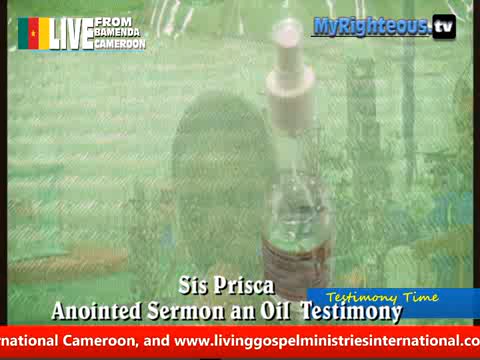 LIVE FROM
BAMENDA
CAMEROON
MyRighteous.tv
Sis Prisca
Anointed Sermon an Oil Testimony
Testimony Time
rnational Cameroon, and www.livinggospelministriesinternational.co